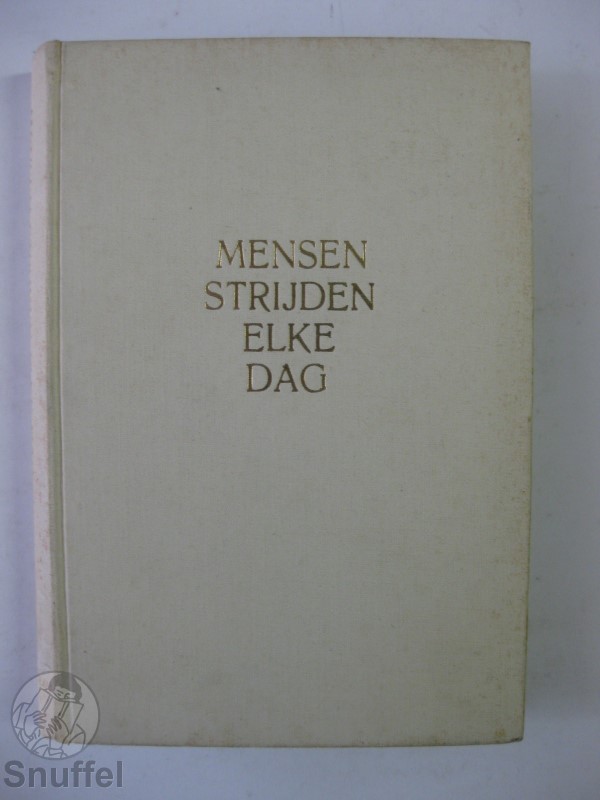 MENSEN
STRIJDEN
ELKE
DAG
Snuffel